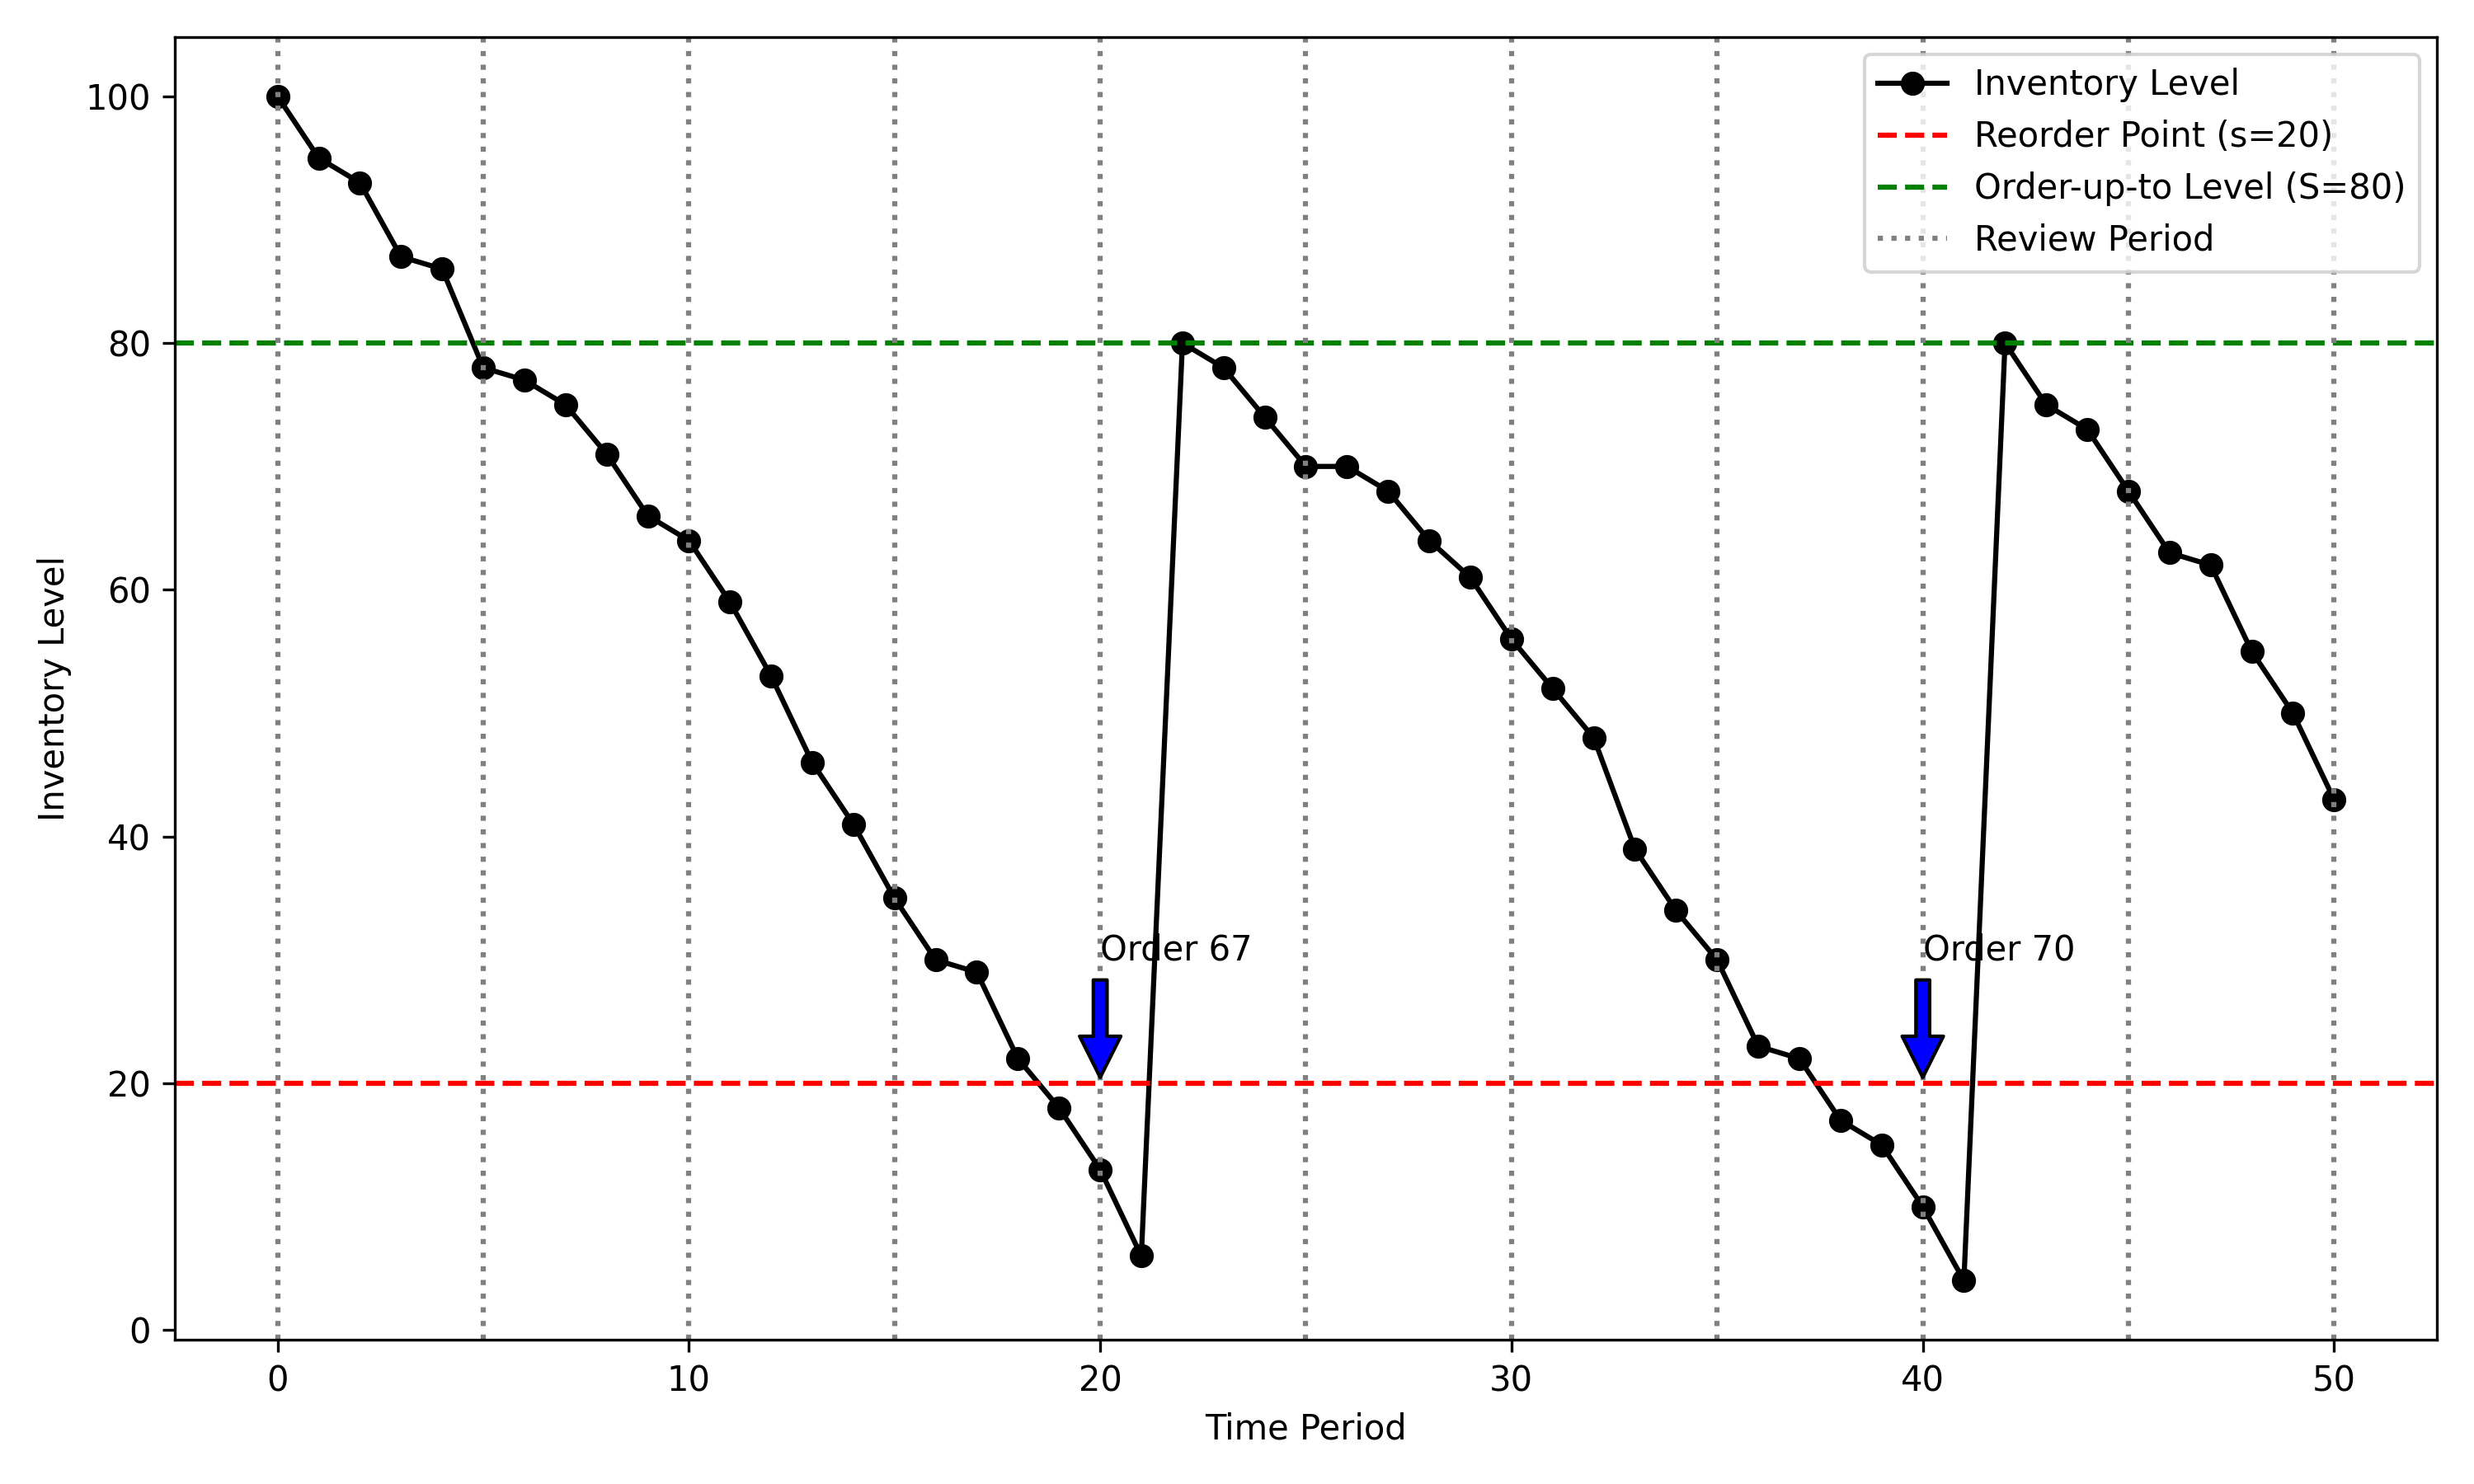 Inventory Level
Reorder Point (s=20)
Order-up-to Level (S=80)
Review Period
100
80
60
40
20
0
Inventory Level
Order 67
Order 70
0 10 20 30 40 50
Time Period